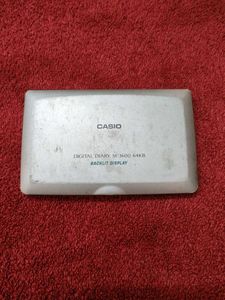 CASIO
DIGITAL DIARY SF-3600 64KB
BACKLIT DISPLAY